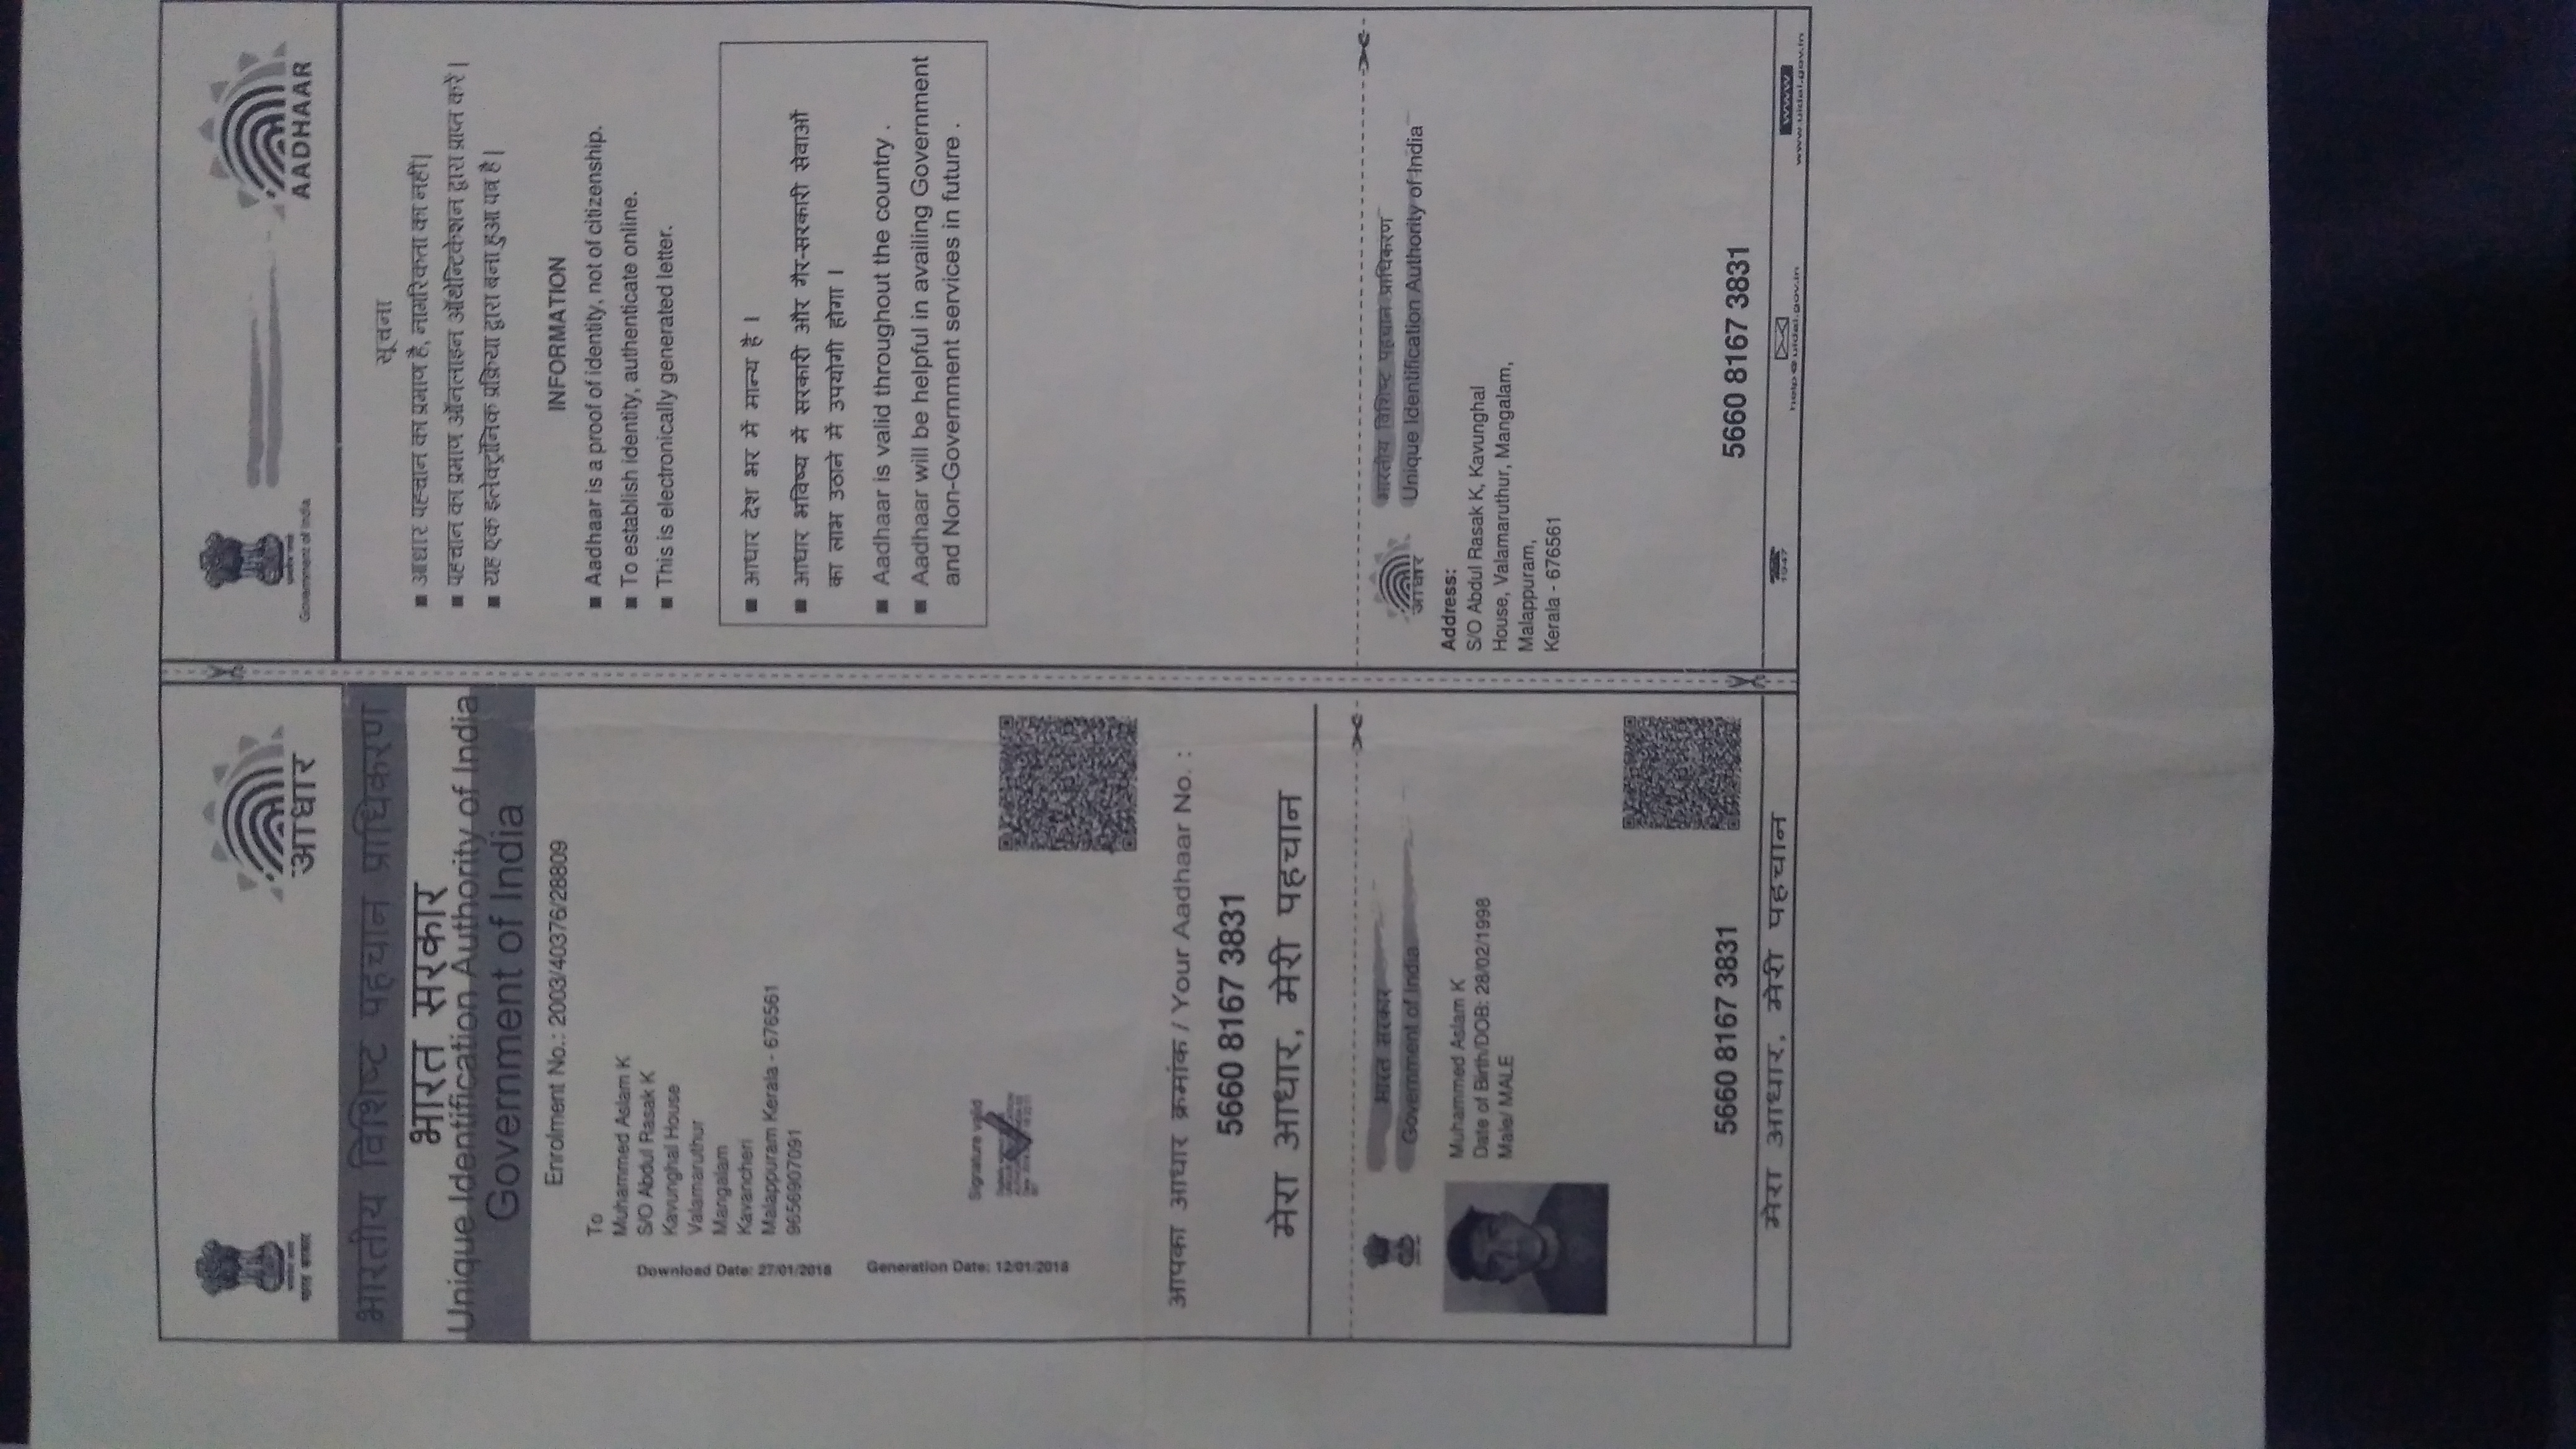 भारत सरकार
आधार
भारतीय विशिष्ट पहचान प्राधिकरण
भारत सरकार
Unique Identification Authority of India
Government of India
Enrolment No.: 2003/40376/28809
To
Muhammed Aslam K
S/O Abdul Rasak K
Kavunghal House
Valamaruthur
Mangalam
Kavancheri
Malappuram Kerala - 676561
9656907091
Download Date: 27/01/2018
Generation Date: 12/01/2018
Signature valid
आपका आधार क्रमांक / Your Aadhaar No. :
5660 8167 3831
मेरा आधार, मेरी पहचान
भारत सरकार
Government of India
Muhammed Aslam K
Date of Birth/DOB: 28/02/1998
Male/ MALE
5660 8167 3831
मेरा आधार, मेरी पहचान
Government of India
AADHAAR
सूचना
■ आधार पहचान का प्रमाण है, नागरिकता का नहीं।
■ पहचान का प्रमाण ऑनलाइन ऑथेन्टिकेशन द्वारा प्राप्त करें।
■ यह एक इलेक्ट्रॉनिक प्रक्रिया द्वारा बना हुआ पत्र है।
INFORMATION
■ Aadhaar is a proof of identity, not of citizenship.
■ To establish identity, authenticate online.
■ This is electronically generated letter.
■ आधार देश भर में मान्य है।
■ आधार भविष्य में सरकारी और गैर-सरकारी सेवाओं
का लाभ उठाने में उपयोगी होगा।
■ Aadhaar is valid throughout the country .
■ Aadhaar will be helpful in availing Government
and Non-Government services in future .
भारतीय विशिष्ट पहचान प्राधिकरण
Unique Identification Authority of India
आधार
Address:
S/O Abdul Rasak K, Kavunghal
House, Valamaruthur, Mangalam,
Malappuram,
Kerala - 676561
5660 8167 3831
1947
help@uidai.gov.in
www
www.uidai.gov.in